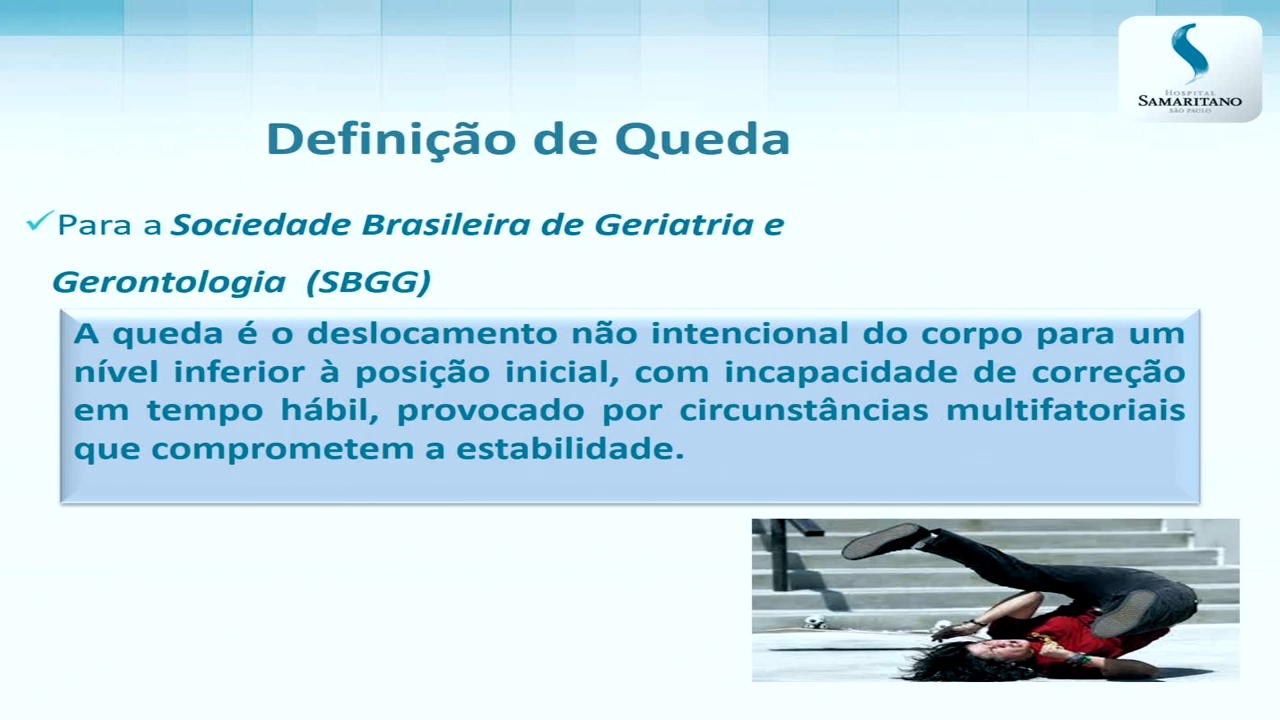 HOSPITAL
SAMARITANO
SÃO PAULO
Definição de Queda
Para a Sociedade Brasileira de Geriatria e
Gerontologia (SBGG)
A queda é o deslocamento não intencional do corpo para um
nível inferior à posição inicial, com incapacidade de correção
em tempo hábil, provocado por circunstâncias multifatoriais
que comprometem a estabilidade.